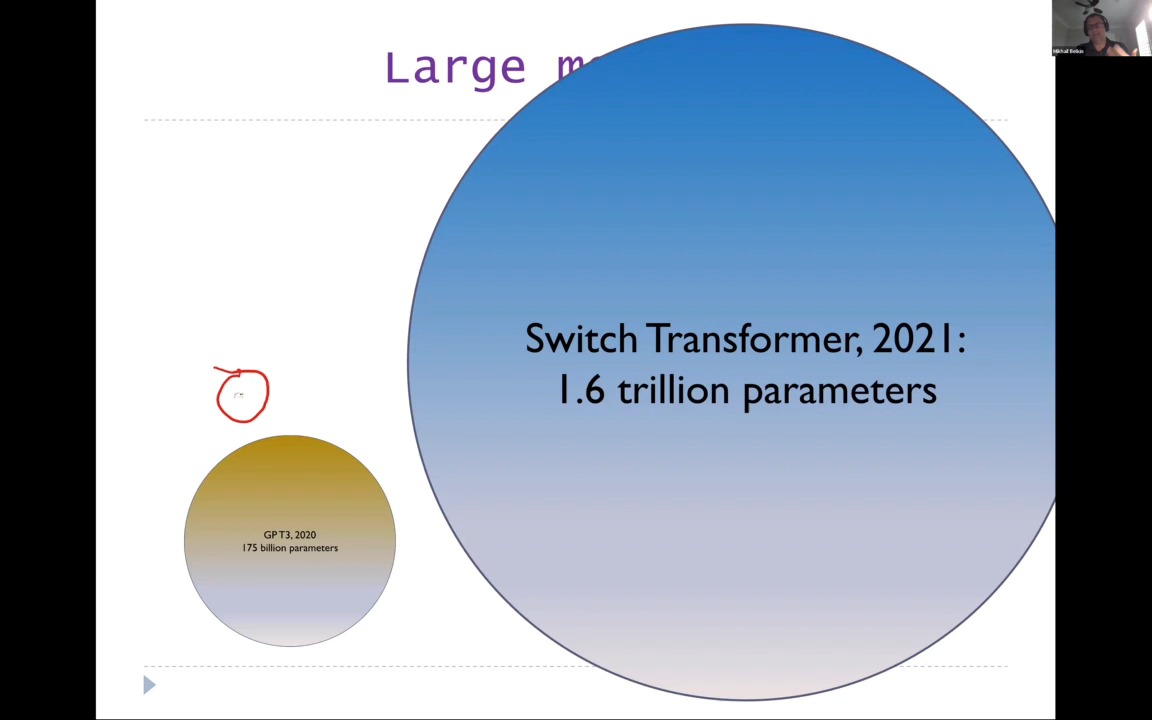 Large m
Switch Transformer, 2021:
1.6 trillion parameters
GPT3, 2020
175 billion parameters